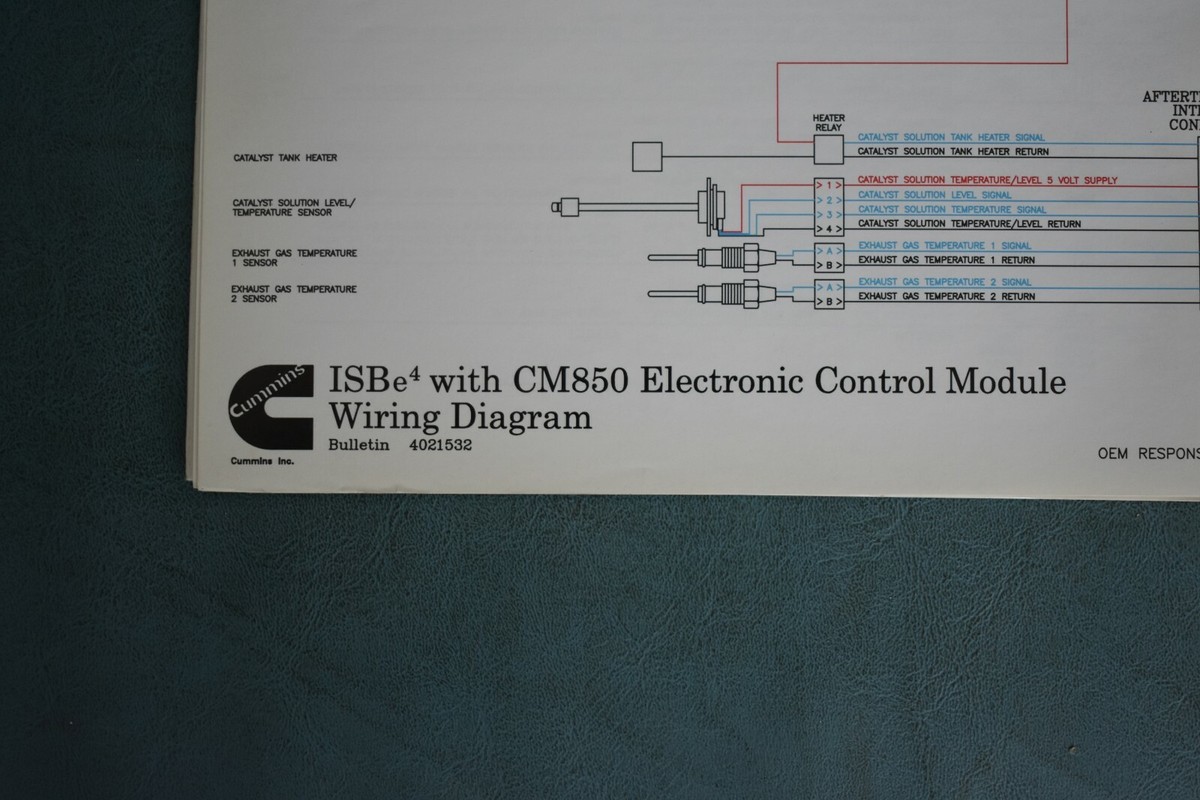 AFTERT
INT
CON
HEATER
RELAY
CATALYST SOLUTION TANK HEATER SIGNAL
CATALYST TANK HEATER
CATALYST SOLUTION TANK HEATER RETURN
CATALYST SOLUTION LEVEL/
TEMPERATURE SENSOR
> 1 > CATALYST SOLUTION TEMPERATURE/LEVEL 5 VOLT SUPPLY
> 2 > CATALYST SOLUTION LEVEL SIGNAL
> 3 > CATALYST SOLUTION TEMPERATURE SIGNAL
> 4 > CATALYST SOLUTION TEMPERATURE/LEVEL RETURN
EXHAUST GAS TEMPERATURE
1 SENSOR
> A > EXHAUST GAS TEMPERATURE 1 SIGNAL
> B > EXHAUST GAS TEMPERATURE 1 RETURN
EXHAUST GAS TEMPERATURE
2 SENSOR
> A > EXHAUST GAS TEMPERATURE 2 SIGNAL
> B > EXHAUST GAS TEMPERATURE 2 RETURN
Cummins
ISBe⁴ with CM850 Electronic Control Module
Wiring Diagram
Bulletin 4021532
Cummins Inc.
OEM RESPONS